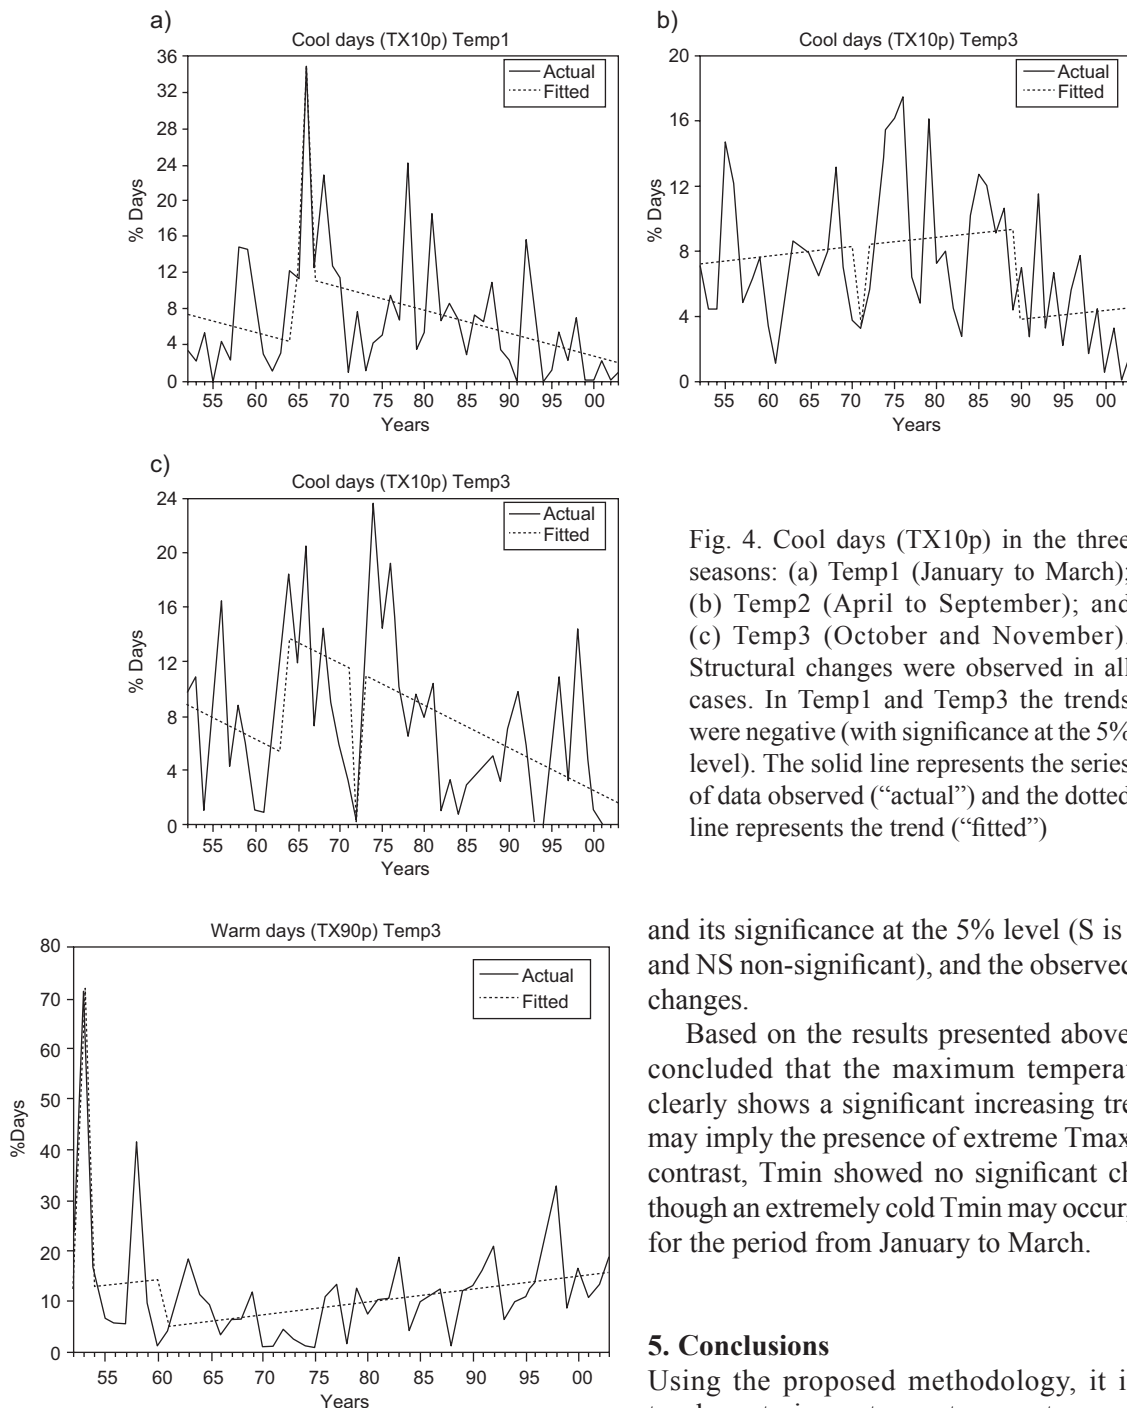 a)
Cool days (TX10p) Temp1
36
32
28
24
20
16
12
8
4
0
% Days
Actual
Fitted
55 60 65 70 75 80 85 90 95 00
Years
b)
Cool days (TX10p) Temp3
20
16
12
8
4
0
% Days
Actual
Fitted
55 60 65 70 75 80 85 90 95 00
Years
c)
Cool days (TX10p) Temp3
24
20
16
12
8
4
0
% Days
Actual
Fitted
55 60 65 70 75 80 85 90 95 00
Years
Fig. 4. Cool days (TX10p) in the three
seasons: (a) Temp1 (January to March);
(b) Temp2 (April to September); and
(c) Temp3 (October and November).
Structural changes were observed in all
cases. In Temp1 and Temp3 the trends
were negative (with significance at the 5%
level). The solid line represents the series
of data observed (“actual”) and the dotted
line represents the trend (“fitted”)
Warm days (TX90p) Temp3
80
70
60
50
40
30
20
10
0
%Days
Actual
Fitted
55 60 65 70 75 80 85 90 95 00
Years
and its significance at the 5% level (S is
and NS non-significant), and the observed
changes.
Based on the results presented above
concluded that the maximum temperat
clearly shows a significant increasing tre
may imply the presence of extreme Tmax
contrast, Tmin showed no significant ch
though an extremely cold Tmin may occur,
for the period from January to March.
5. Conclusions
Using the proposed methodology, it i